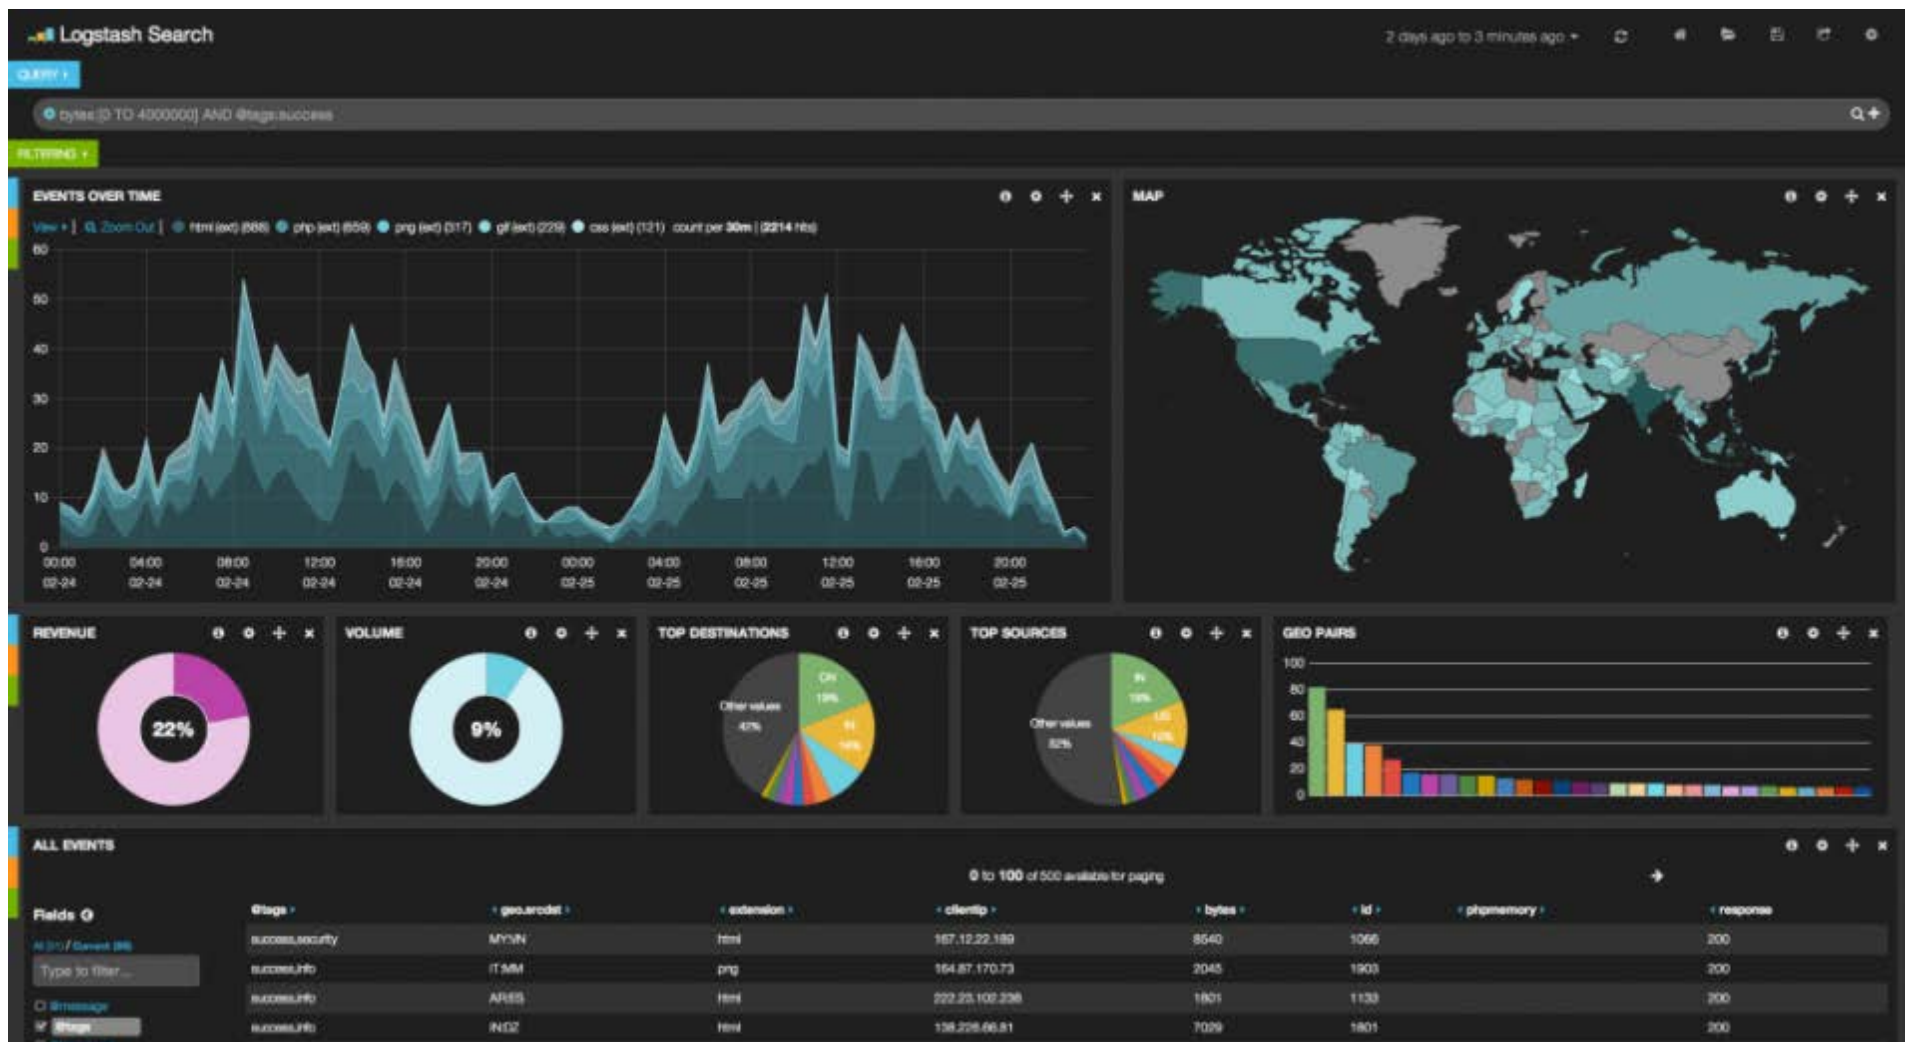 Logstash Search
2 days ago to 3 minutes ago
QUERY
bytes:[0 TO 4000000] AND @tags:success
FILTERING
EVENTS OVER TIME
View | Zoom Out | html (ext) (888) php (ext) (659) png (ext) (317) gif (ext) (229) css (ext) (121) count per 30m | (2214 hits)
60
50
40
30
20
10
0
00:00 04:00 08:00 12:00 16:00 20:00 00:00 04:00 08:00 12:00 16:00 20:00
02-24 02-24 02-24 02-24 02-24 02-24 02-25 02-25 02-25 02-25 02-25 02-25
MAP
REVENUE
22%
VOLUME
9%
TOP DESTINATIONS
CN
19%
IN
Other values
42%
TOP SOURCES
IN
19%
US
Other values
52%
GEO PAIRS
100
80
60
40
20
0
ALL EVENTS
0 to 100 of 500 available for paging
Fields
/ Current
Type to filter...
@message
@tags
@tags geo.srcdst extension clientip bytes id phpmemory response
success,security MY:VN html 167.12.22.189 8540 1066 200
success,info IT:MM png 164.87.170.73 2045 1903 200
success,info AR:ES html 222.23.102.238 1801 1133 200
success,info IN:DZ html 138.226.66.81 7029 1801 200